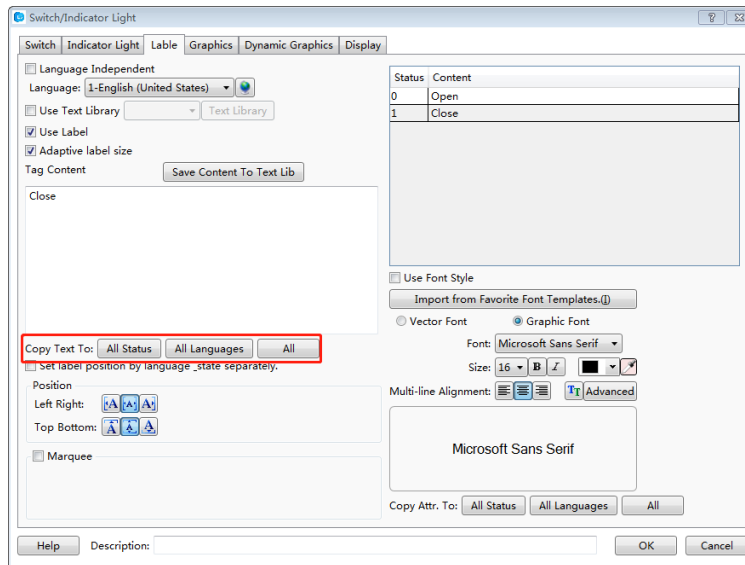 Switch/Indicator Light
Switch Indicator Light Lable Graphics Dynamic Graphics Display
Language Independent
Language: 1-English (United States)
Use Text Library Text Library
Use Label
Adaptive label size
Tag Content Save Content To Text Lib
Close
Copy Text To: All Status All Languages All
Set label position by language _state separately.
Position
Left Right: A A A
Top Bottom: A A A
Marquee
Status Content
0 Open
1 Close
Use Font Style
Import from Favorite Font Templates.(I)
Vector Font Graphic Font
Font: Microsoft Sans Serif
Size: 16 B I
Multi-line Alignment: TT Advanced
Microsoft Sans Serif
Copy Attr. To: All Status All Languages All
Help Description: OK Cancel